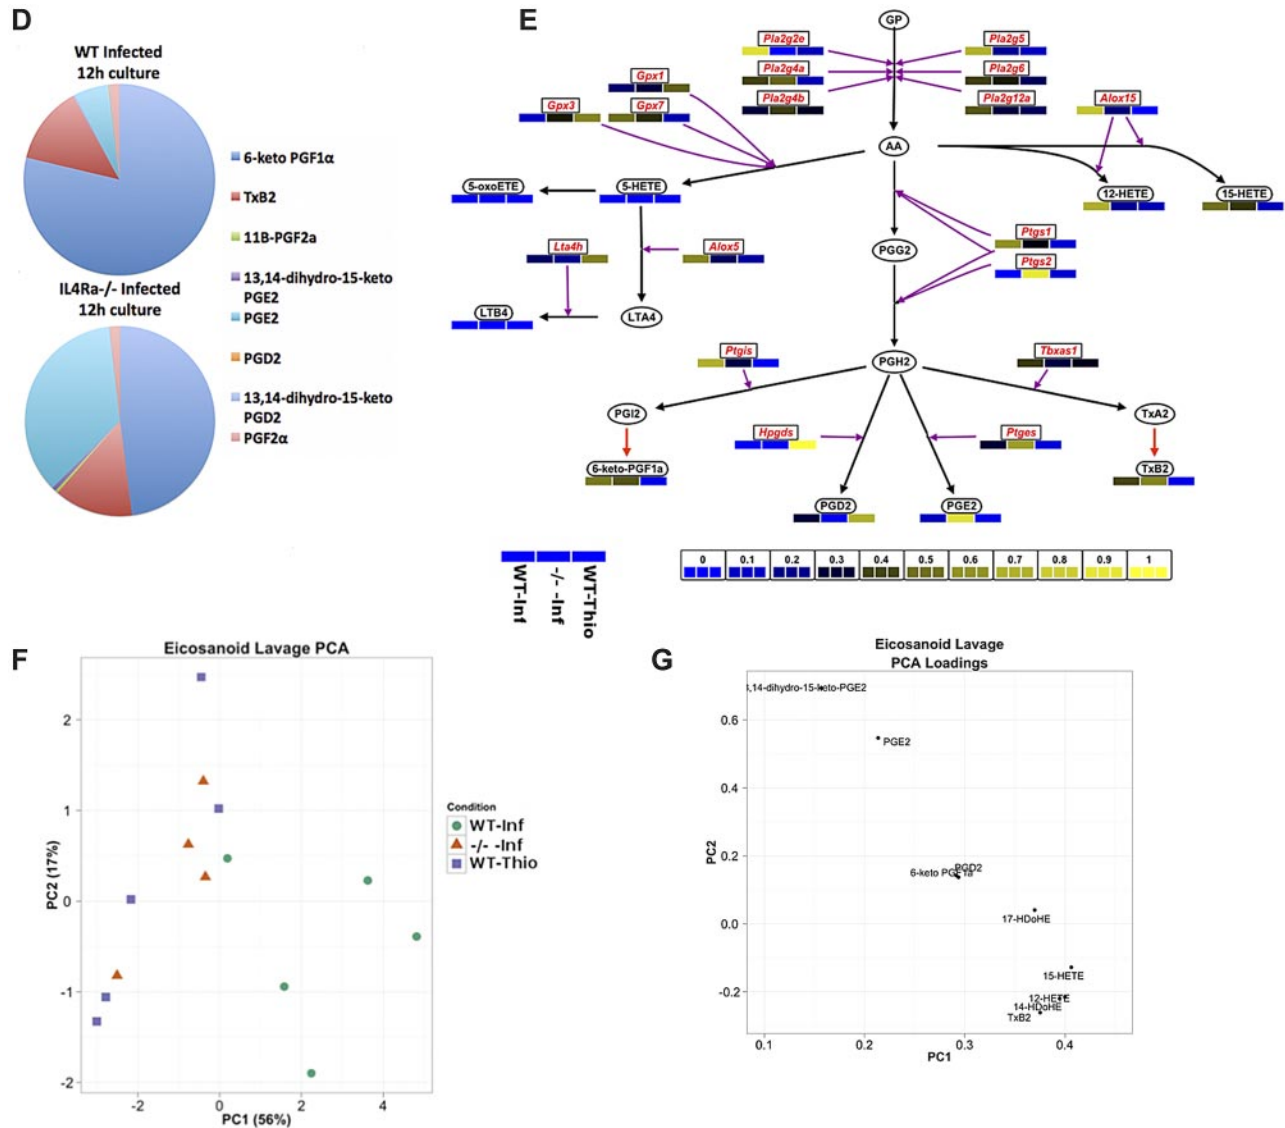 D
WT Infected
12h culture
IL4Ra-/- Infected
12h culture
6-keto PGF1α
TxB2
11B-PGF2a
13,14-dihydro-15-keto
PGE2
PGE2
PGD2
13,14-dihydro-15-keto
PGD2
PGF2α
E
GP
Pla2g2e
Pla2g5
Pla2g4a
Pla2g6
Pla2g4b
Pla2g12a
Gpx1
Gpx3
Gpx7
Alox15
AA
5-oxoETE
5-HETE
12-HETE
15-HETE
Lta4h
Alox5
Ptgs1
PGG2
Ptgs2
LTB4
LTA4
Ptgis
PGH2
Tbxas1
PGI2
TxA2
Hpgds
Ptges
6-keto-PGF1a
TxB2
PGD2
PGE2
WT-Inf
-/- -Inf
WT-Thio
0 0.1 0.2 0.3 0.4 0.5 0.6 0.7 0.8 0.9 1
F
Eicosanoid Lavage PCA
PC2 (17%)
2
1
0
-1
-2
-2 0 2 4
PC1 (56%)
Condition
WT-Inf
-/- -Inf
WT-Thio
G
Eicosanoid Lavage
PCA Loadings
PC2
0.6
0.4
0.2
0.0
-0.2
,14-dihydro-15-keto-PGE2
PGE2
PGD2
6-keto PGF1a
17-HDoHE
15-HETE
12-HETE
14-HDoHE
TxB2
0.1 0.2 0.3 0.4
PC1